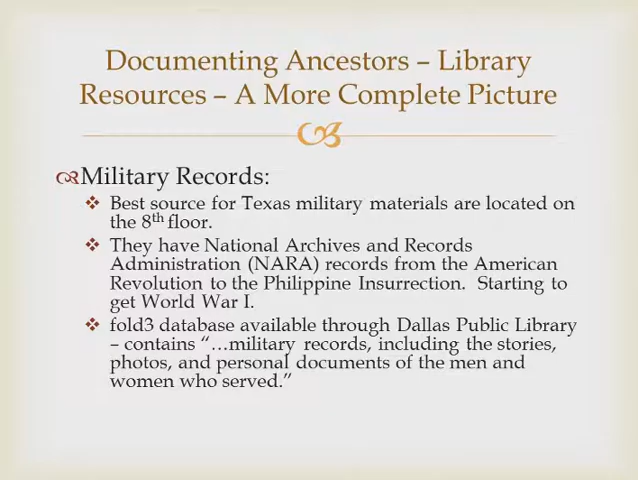 Documenting Ancestors – Library
Resources – A More Complete Picture
Military Records:
Best source for Texas military materials are located on
the 8th floor.
They have National Archives and Records
Administration (NARA) records from the American
Revolution to the Philippine Insurrection.  Starting to
get World War I.
fold3 database available through Dallas Public Library
– contains “…military records, including the stories,
photos, and personal documents of the men and
women who served.”